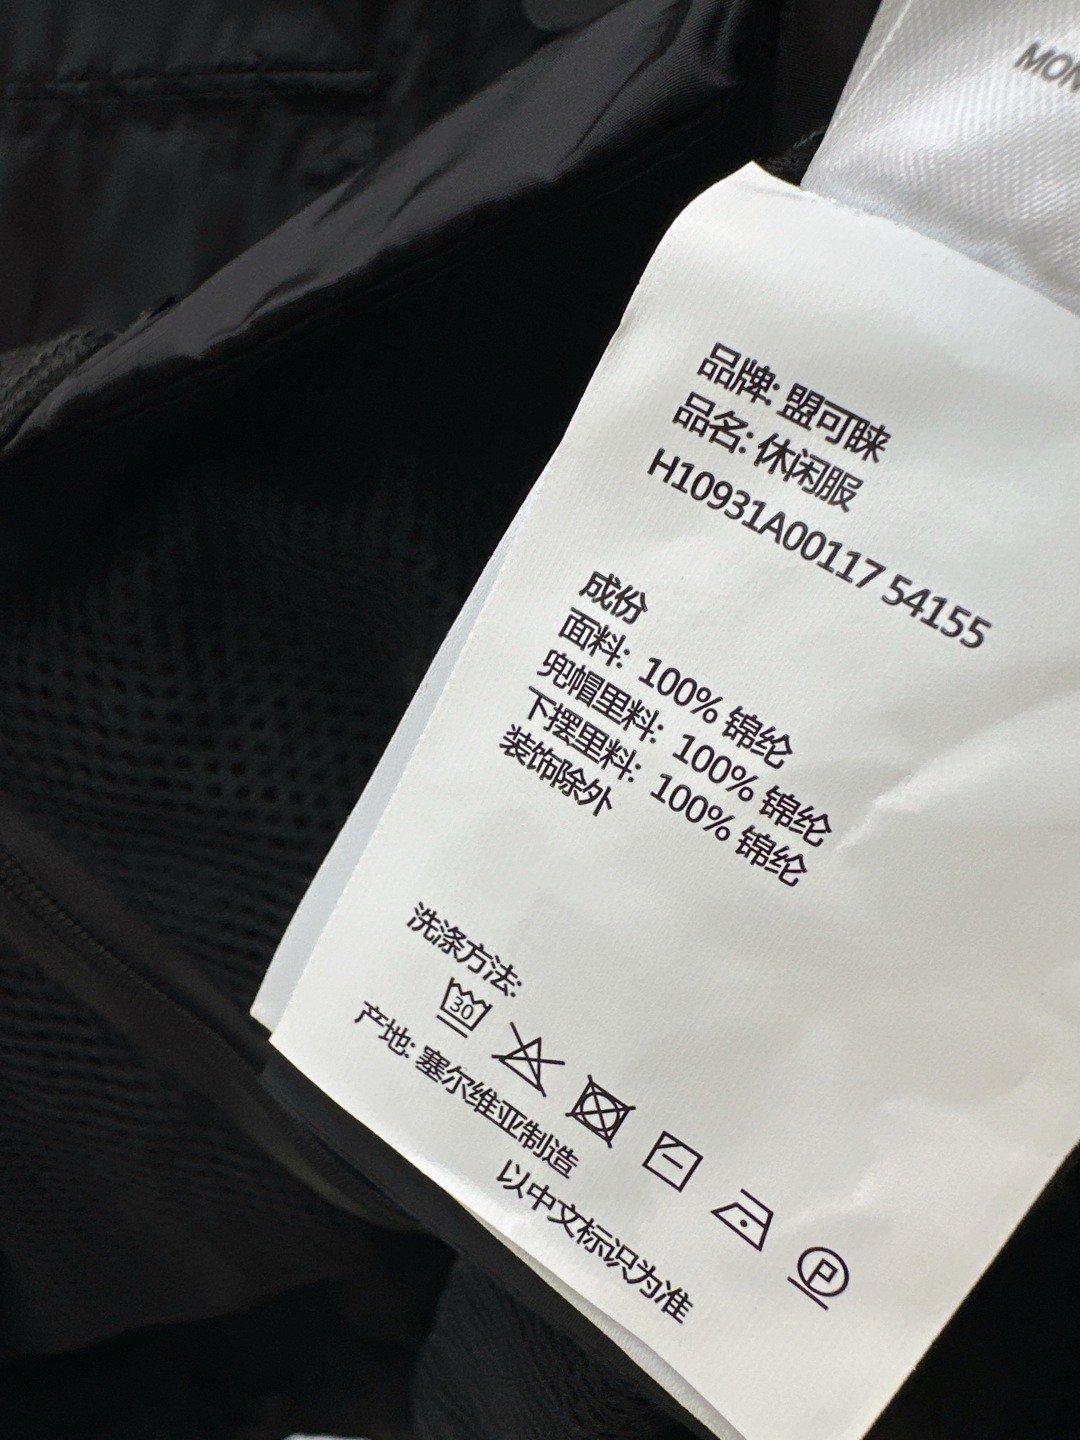 MON
品牌: 盟可睐
品名: 休闲服
H10931A00117 54155
成份
面料: 100% 锦纶
兜帽里料: 100% 锦纶
下摆里料: 100% 锦纶
装饰除外
洗涤方法:
30
P
产地: 塞尔维亚制造
以中文标识为准